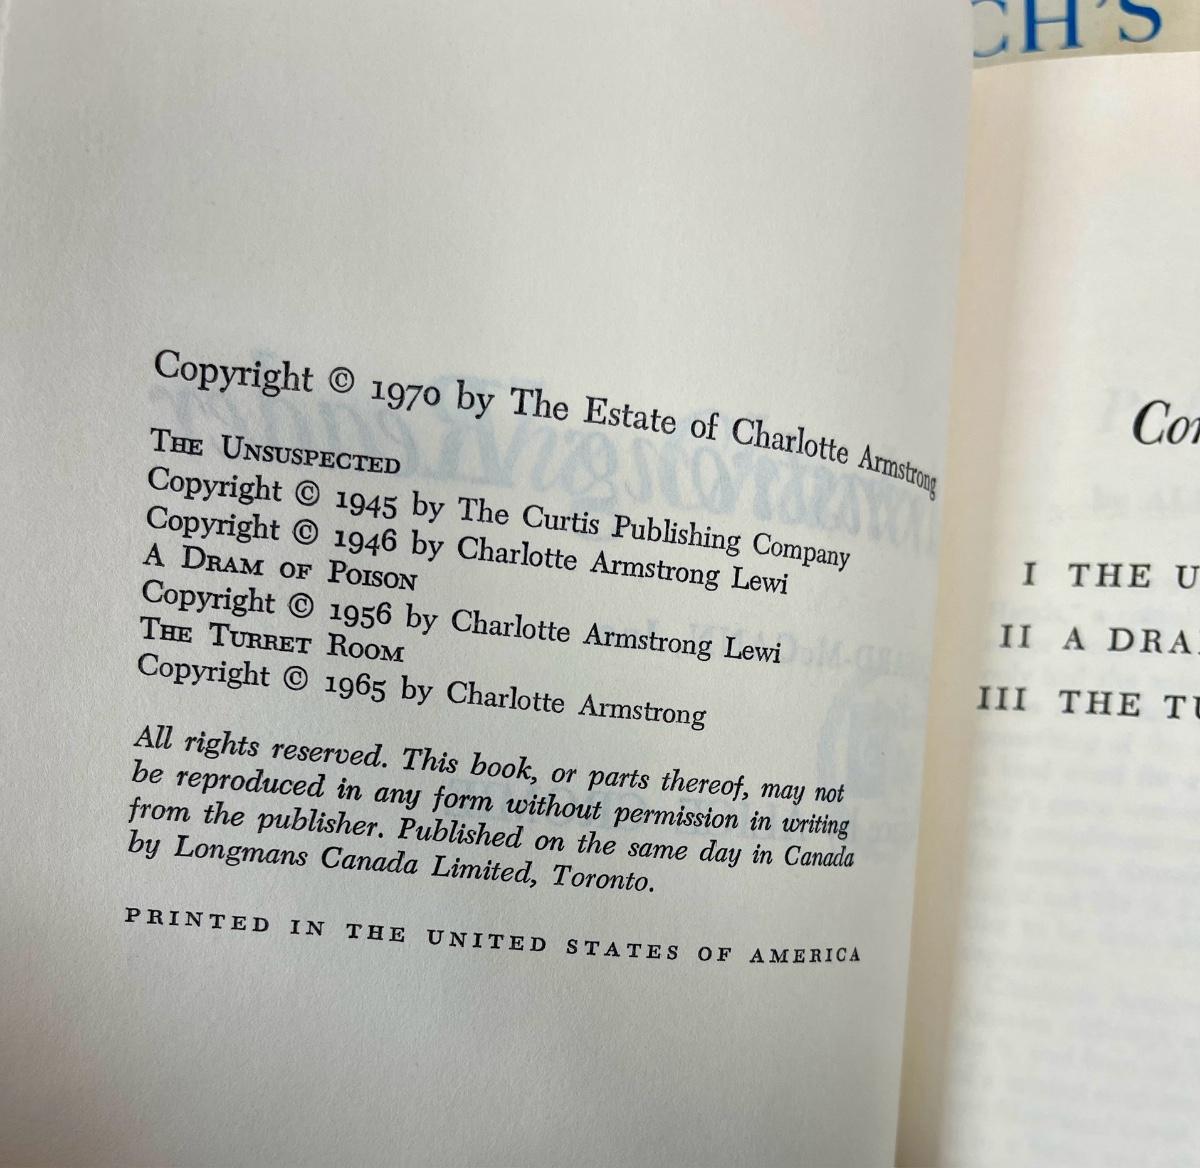 CH'S
Copyright © 1970 by The Estate of Charlotte Armstrong
THE UNSUSPECTED
Copyright © 1945 by The Curtis Publishing Company
Copyright © 1946 by Charlotte Armstrong Lewi
A DRAM OF POISON
Copyright © 1956 by Charlotte Armstrong Lewi
THE TURRET ROOM
Copyright © 1965 by Charlotte Armstrong
All rights reserved. This book, or parts thereof, may not
be reproduced in any form without permission in writing
from the publisher. Published on the same day in Canada
by Longmans Canada Limited, Toronto.
PRINTED IN THE UNITED STATES OF AMERICA
Con
I THE U
II A DRA
III THE TU